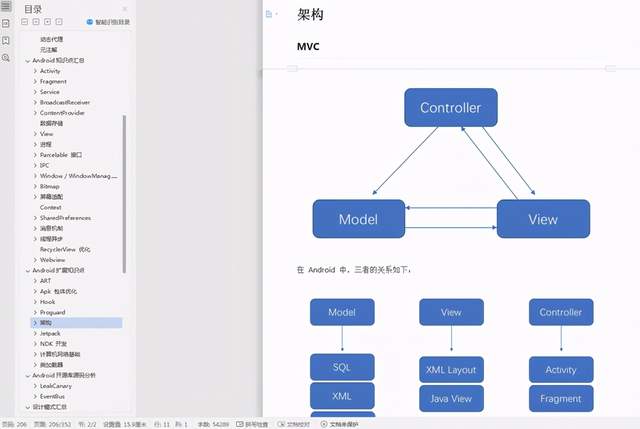 目录
智能识别目录
动态代理
元注解
Android 知识点汇总
Activity
Fragment
Service
BroadcastReceiver
ContentProvider
数据存储
View
进程
Parcelable 接口
IPC
Window / WindowManag...
Bitmap
屏幕适配
Context
SharedPreferences
消息机制
线程异步
RecyclerView 优化
Webview
Android 扩展知识点
ART
Apk 包体优化
Hook
Proguard
架构
Jetpack
NDK 开发
计算机网络基础
类加载器
Android 开源库源码分析
LeakCanary
EventBus
设计模式汇总
架构
MVC
Controller
Model
View
在 Android 中，三者的关系如下，
Model
View
Controller
SQL
XML Layout
Activity
XML
Java View
Fragment
页码: 206 页面: 206/352 节: 2/2 设置值: 15.9厘米 行: 11 列: 1 字数: 54289 拼写检查 文档校对 文档未保护